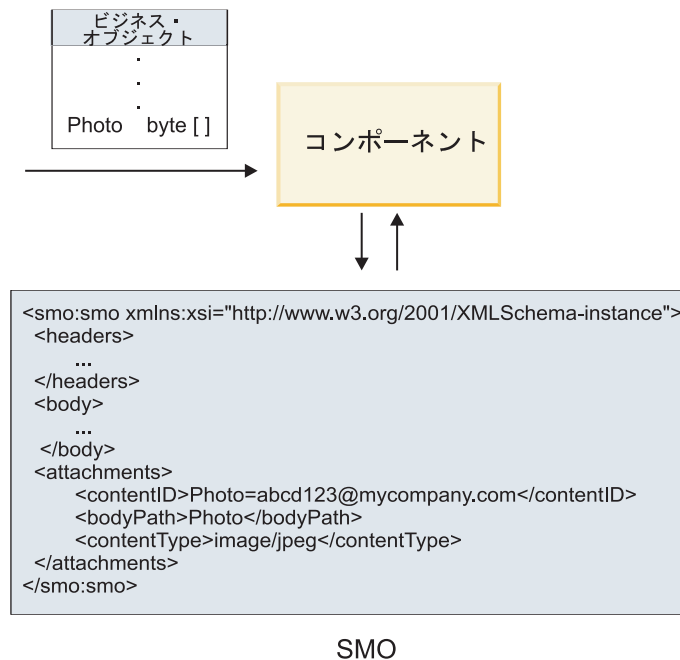 ビジネス・
オブジェクト
.
.
.
Photo byte [ ]
コンポーネント
<smo:smo xmlns:xsi="http://www.w3.org/2001/XMLSchema-instance">
<headers>
...
</headers>
<body>
...
</body>
<attachments>
<contentID>Photo=abcd123@mycompany.com</contentID>
<bodyPath>Photo</bodyPath>
<contentType>image/jpeg</contentType>
</attachments>
</smo:smo>
SMO